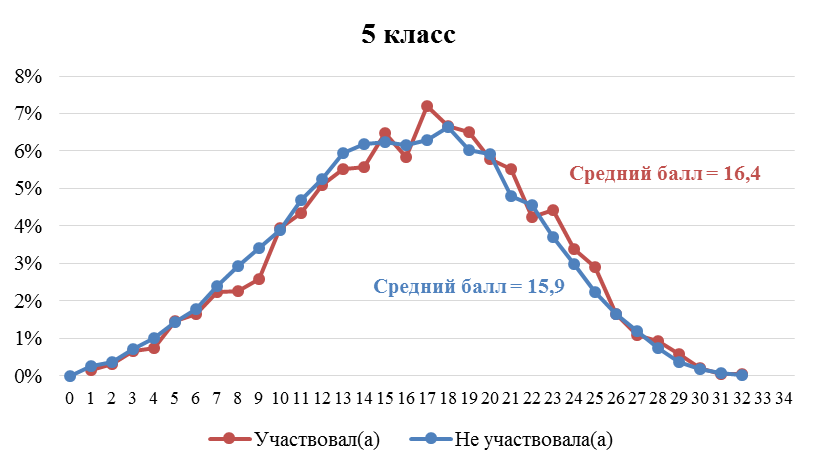 5 класс
8%
7%
6%
5%
4%
3%
2%
1%
0%
Средний балл = 16,4
Средний балл = 15,9
0 1 2 3 4 5 6 7 8 9 10 11 12 13 14 15 16 17 18 19 20 21 22 23 24 25 26 27 28 29 30 31 32 33 34
Участвовал(а) Не участвовала(а)